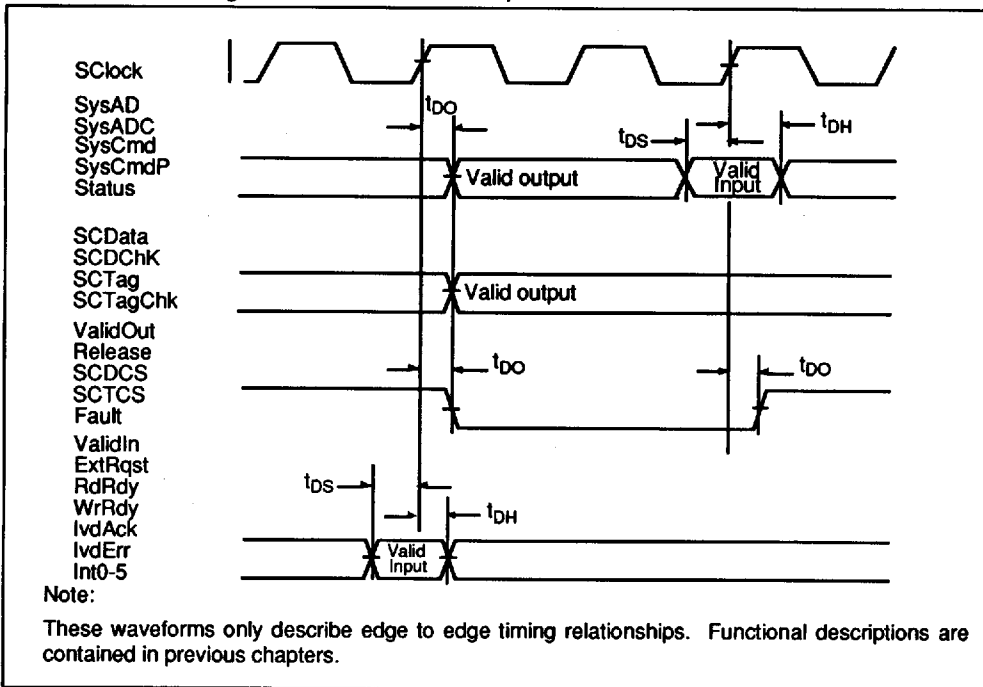 SClock
SysAD
SysADC
SysCmd
SysCmdP
Status
tDO
tDS
tDH
Valid output
Valid
Input
SCData
SCDChK
SCTag
SCTagChk
Valid output
ValidOut
Release
SCDCS
SCTCS
Fault
tDO
tDO
ValidIn
ExtRqst
RdRdy
WrRdy
IvdAck
IvdErr
Int0-5
tDS
tDH
Valid
Input
Note:
These waveforms only describe edge to edge timing relationships. Functional descriptions are
contained in previous chapters.